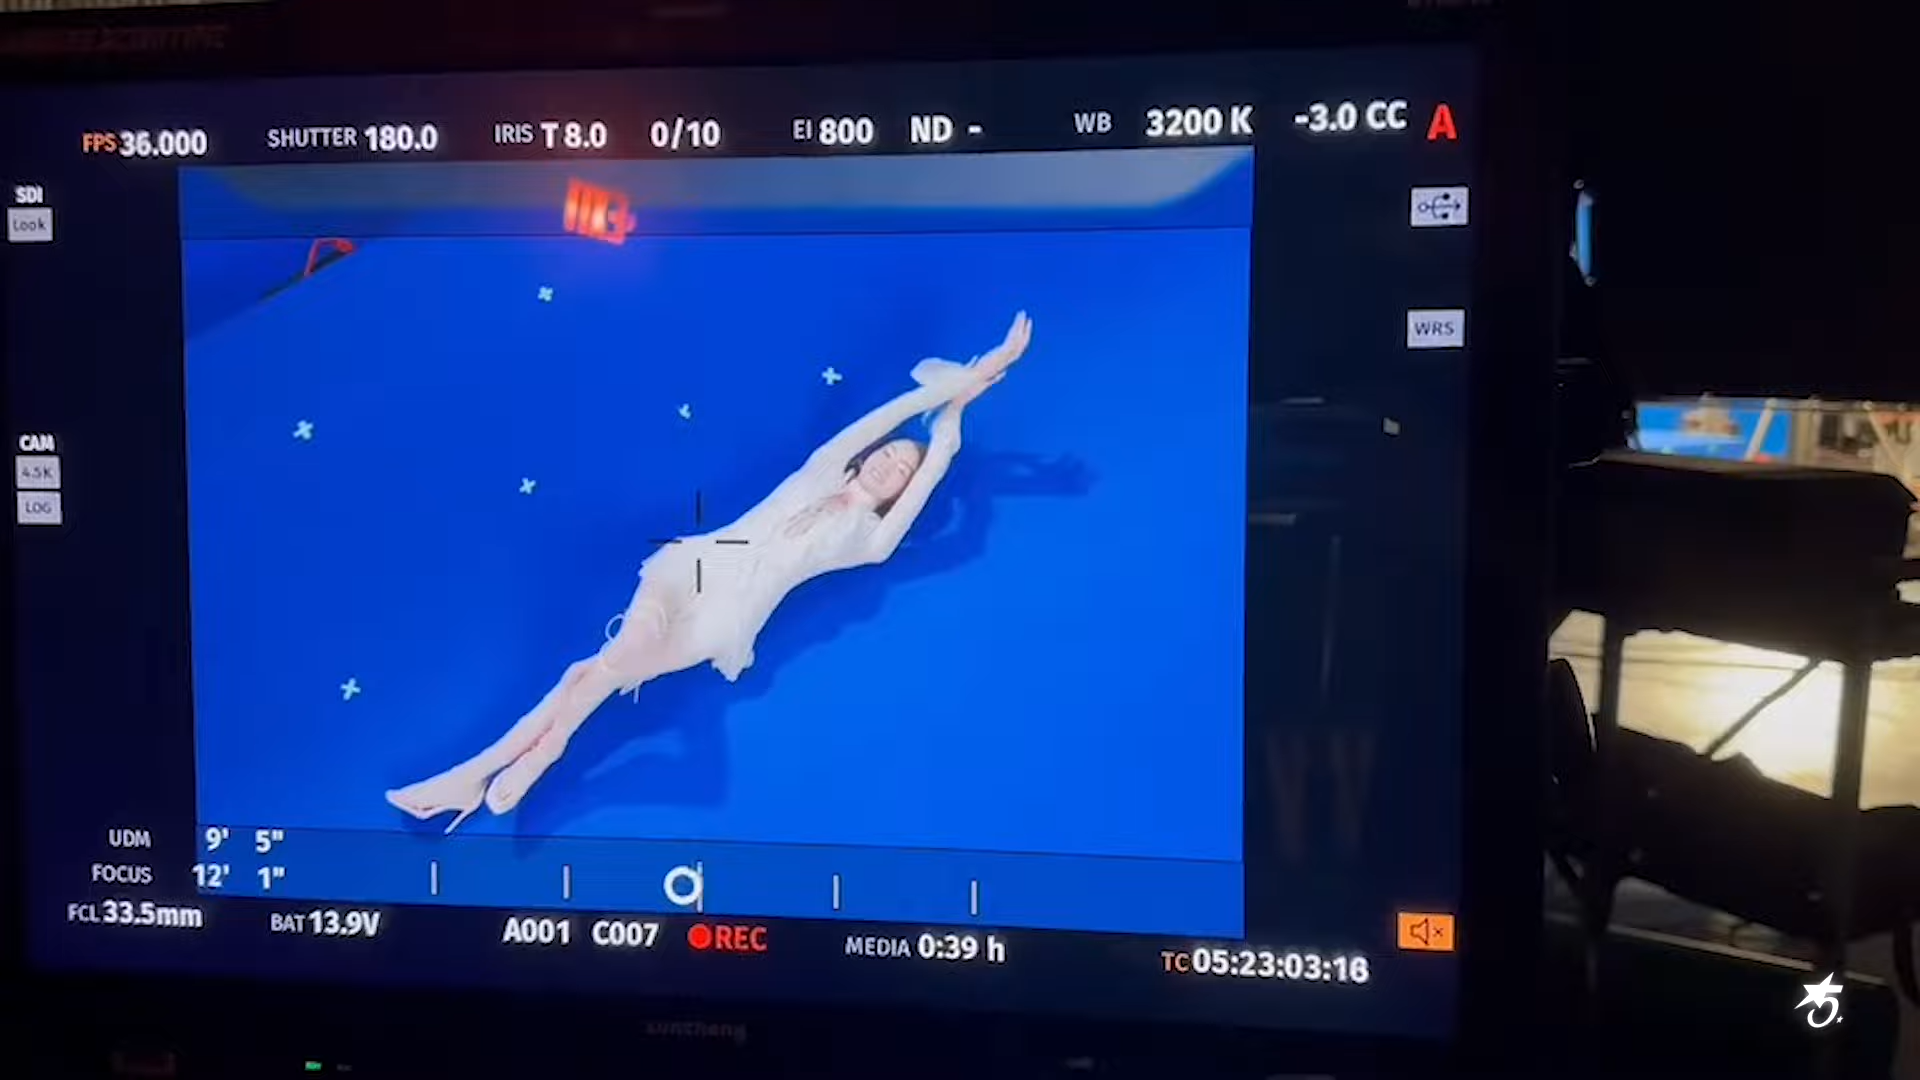 FPS 36.000 SHUTTER 180.0 IRIS T 8.0 0/10 EI 800 ND - WB 3200 K -3.0 CC A
SDI
Look
WRS
CAM
4.5K
LOG
UDM 9' 5"
FOCUS 12' 1"
FCL 33.5mm BAT 13.9V A001 C007 REC MEDIA 0:39 h TC 05:23:03:18
5